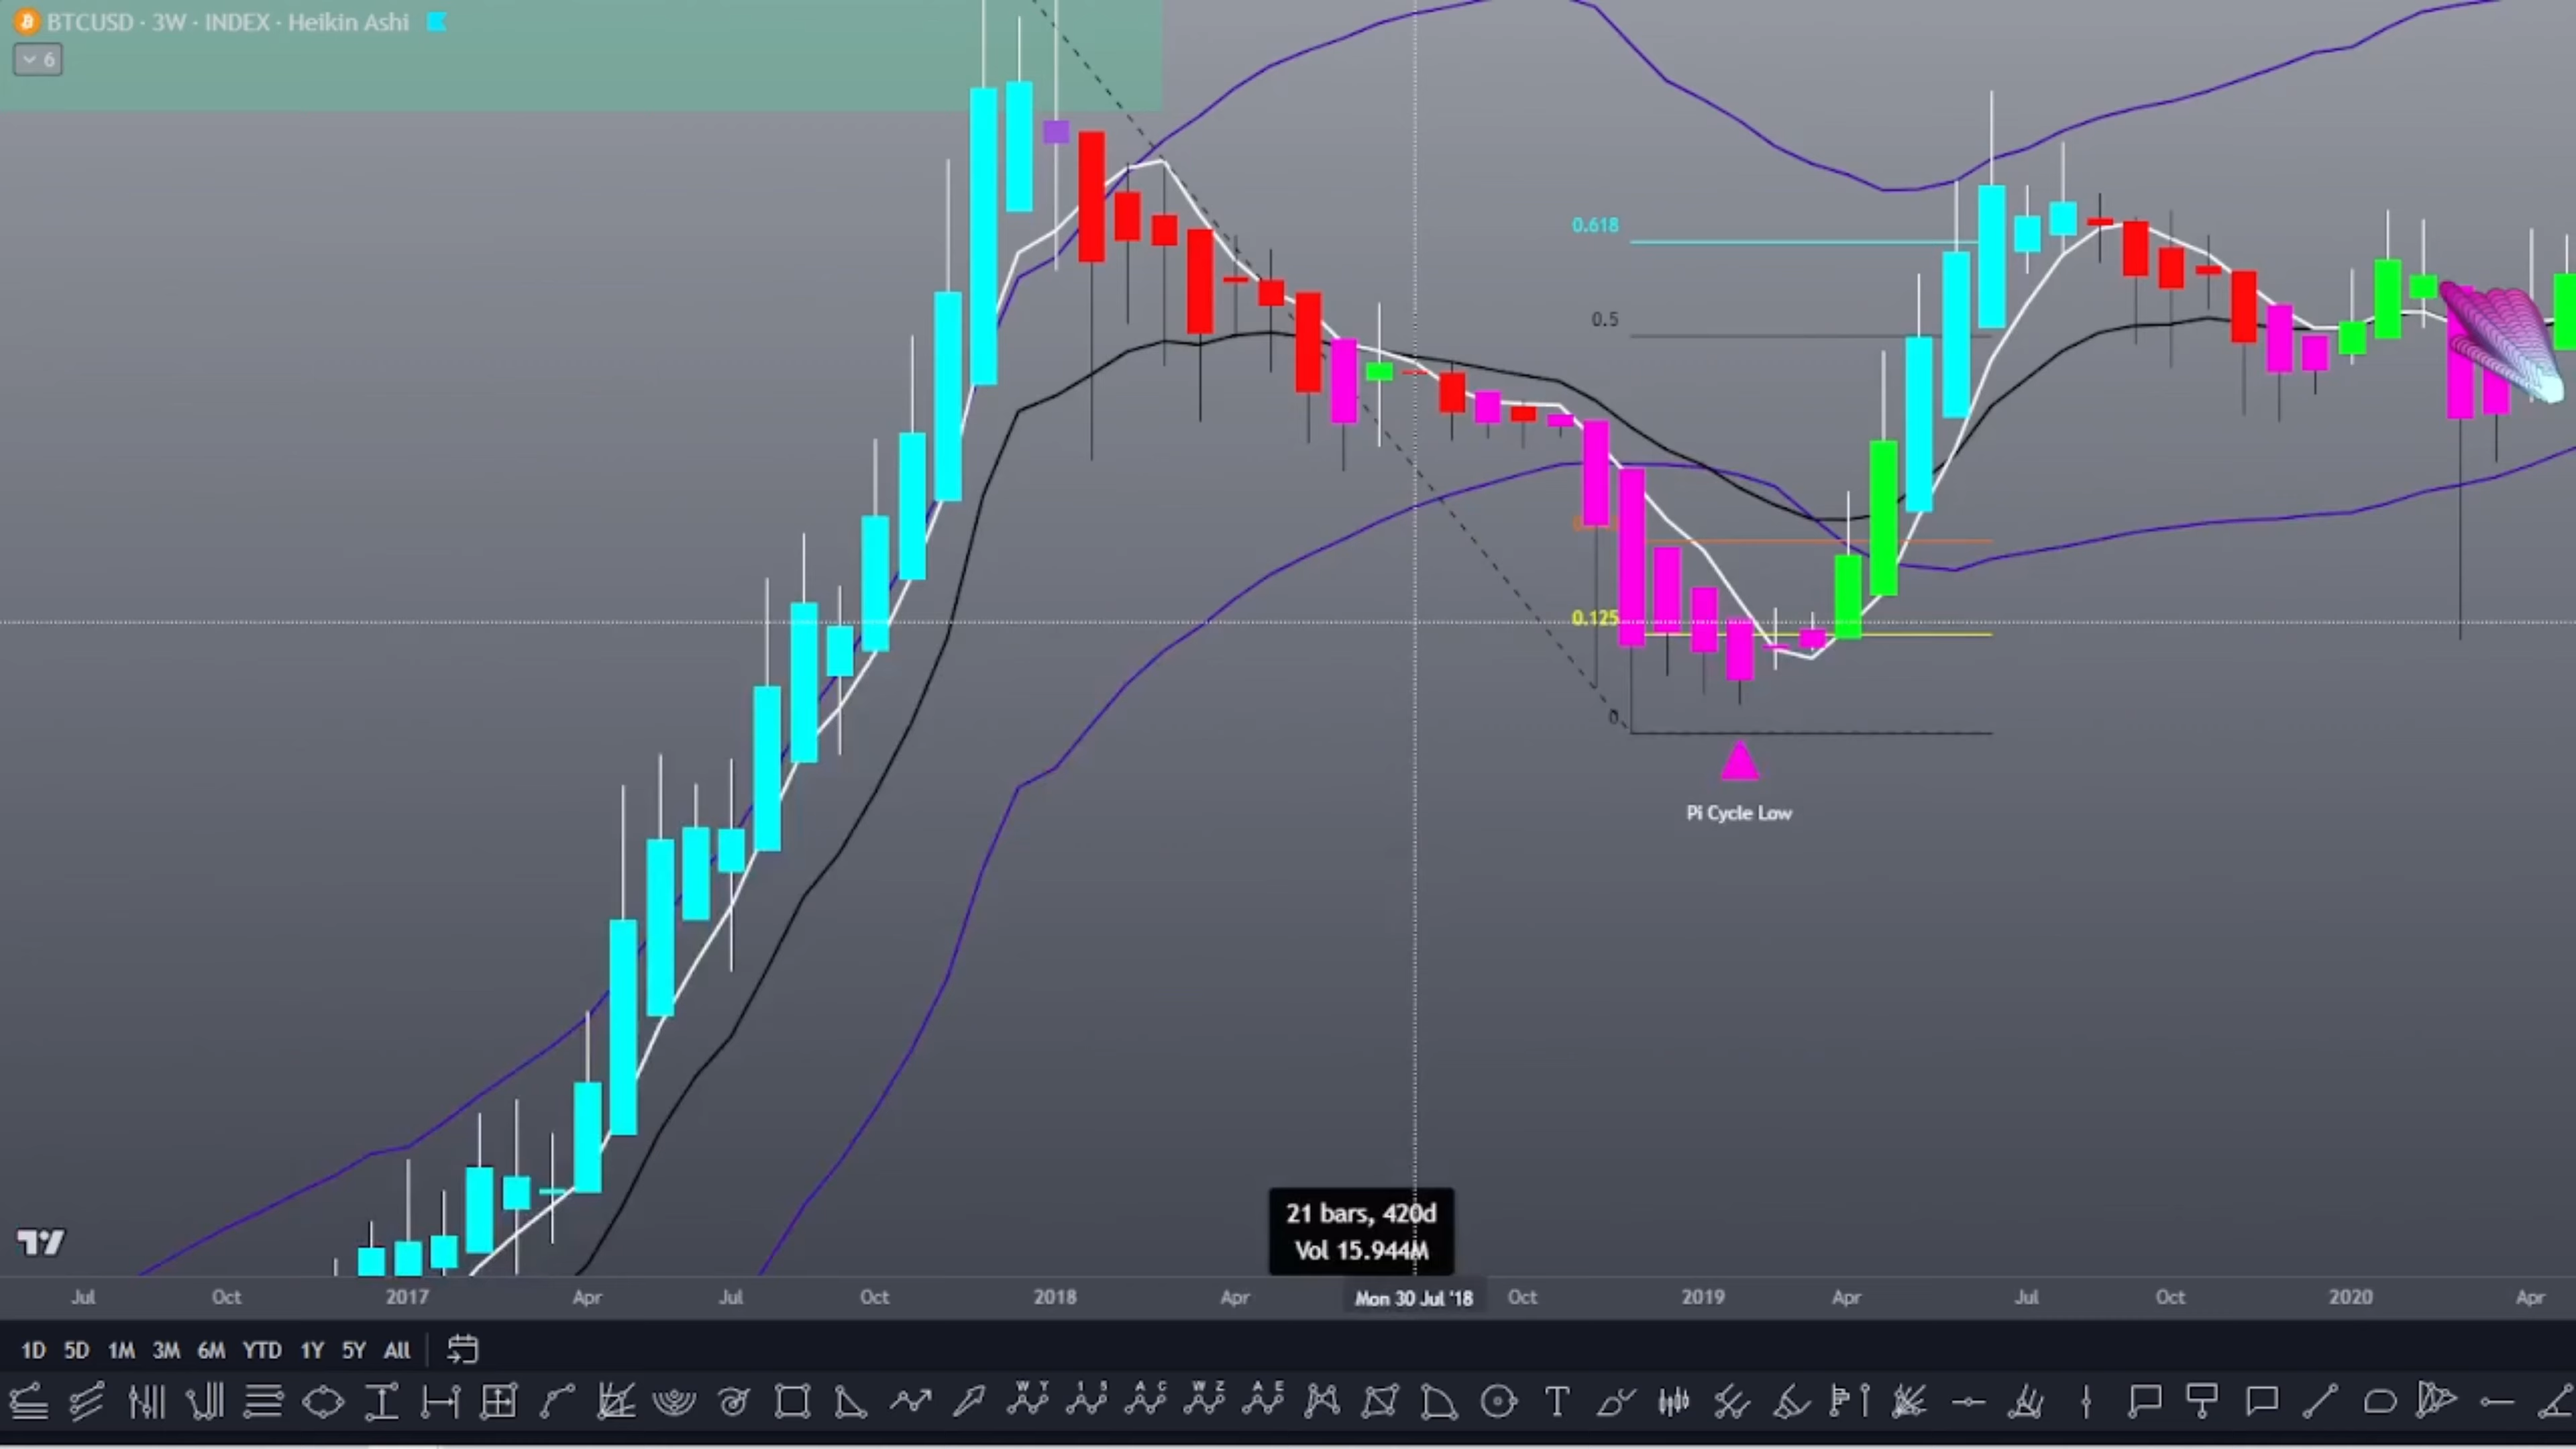 BTCUSD · 3W · INDEX · Heikin Ashi
6
0.618
0.5
0.125
0
Pi Cycle Low
21 bars, 420d
Vol 15.944M
Jul Oct 2017 Apr Jul Oct 2018 Apr Mon 30 Jul '18 Oct 2019 Apr Jul Oct 2020 Apr
1D 5D 1M 3M 6M YTD 1Y 5Y All
W Y 1 5 A C W Z A E
T